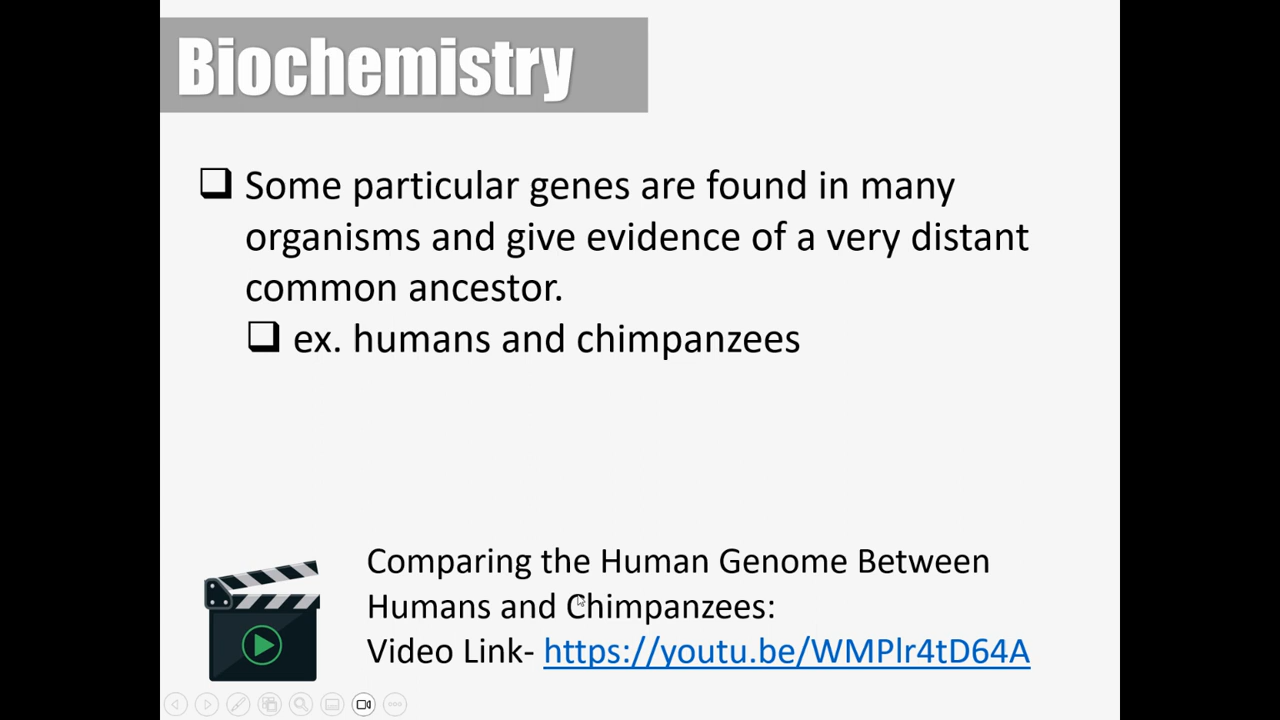 Biochemistry
Some particular genes are found in many
organisms and give evidence of a very distant
common ancestor.
ex. humans and chimpanzees
Comparing the Human Genome Between
Humans and Chimpanzees:
Video Link- https://youtu.be/WMPlr4tD64A